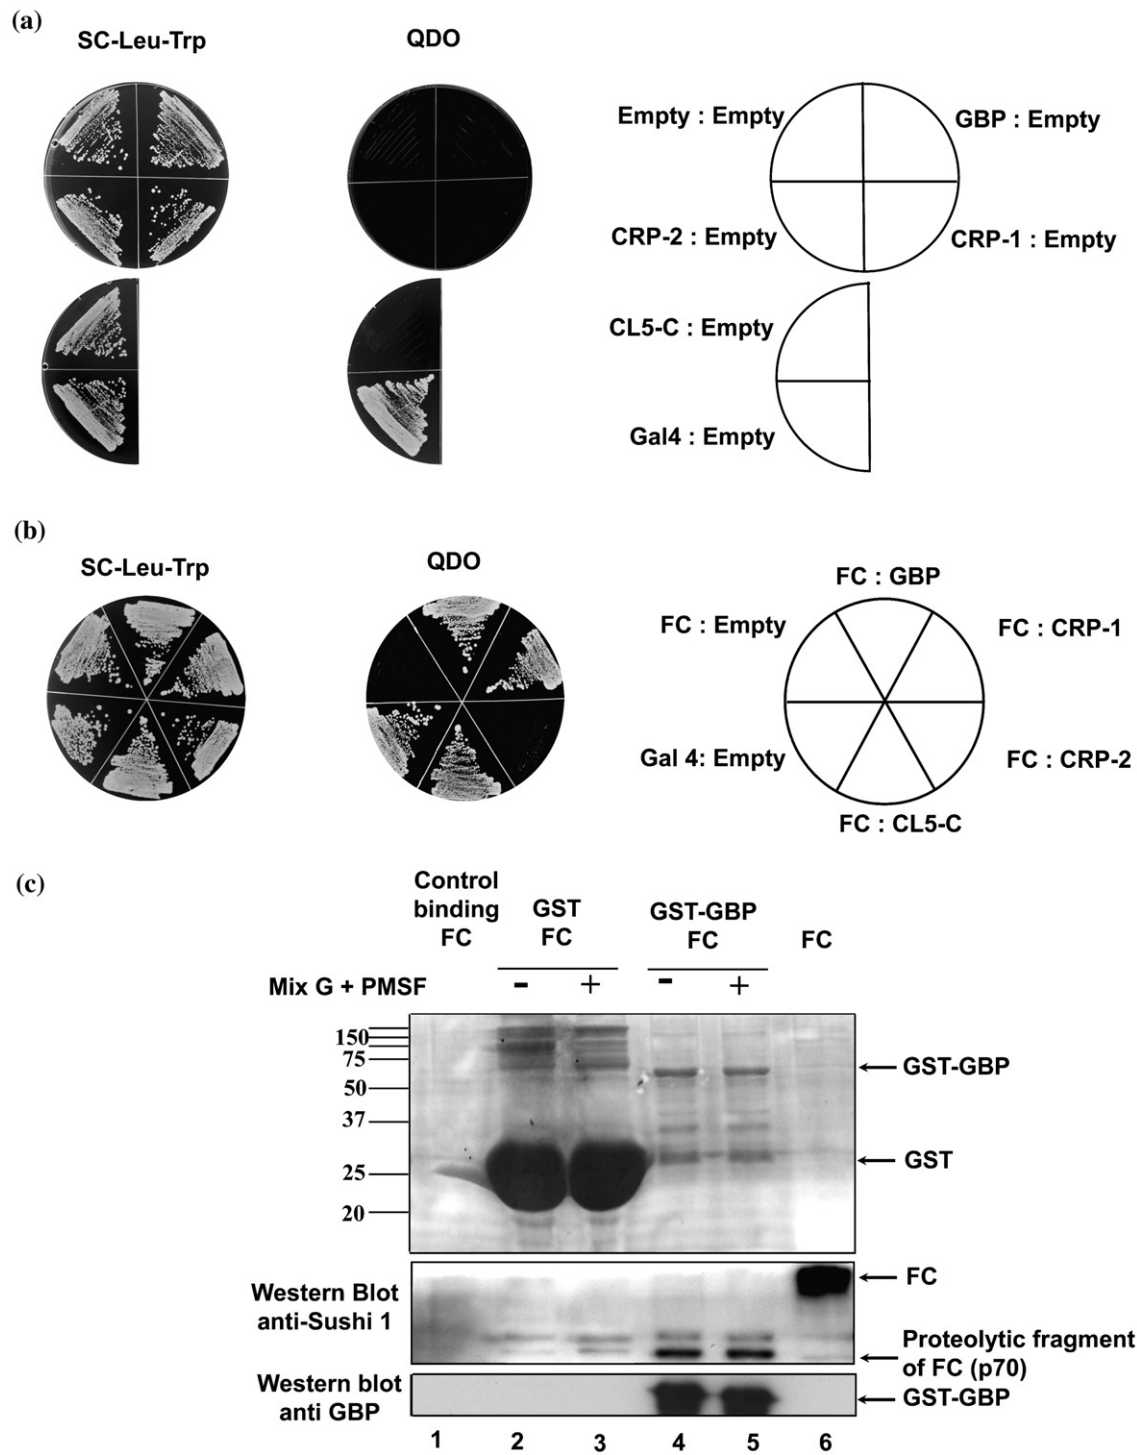 (a)
SC-Leu-Trp
QDO
Empty : Empty
GBP : Empty
CRP-2 : Empty
CRP-1 : Empty
CL5-C : Empty
Gal4 : Empty
(b)
SC-Leu-Trp
QDO
FC : GBP
FC : Empty
FC : CRP-1
Gal 4: Empty
FC : CRP-2
FC : CL5-C
(c)
Control
binding
FC
GST
FC
GST-GBP
FC
FC
Mix G + PMSF
- + - +
150
75
50
37
25
20
GST-GBP
GST
Western Blot
anti-Sushi 1
FC
Proteolytic fragment
of FC (p70)
Western blot
anti GBP
GST-GBP
1 2 3 4 5 6